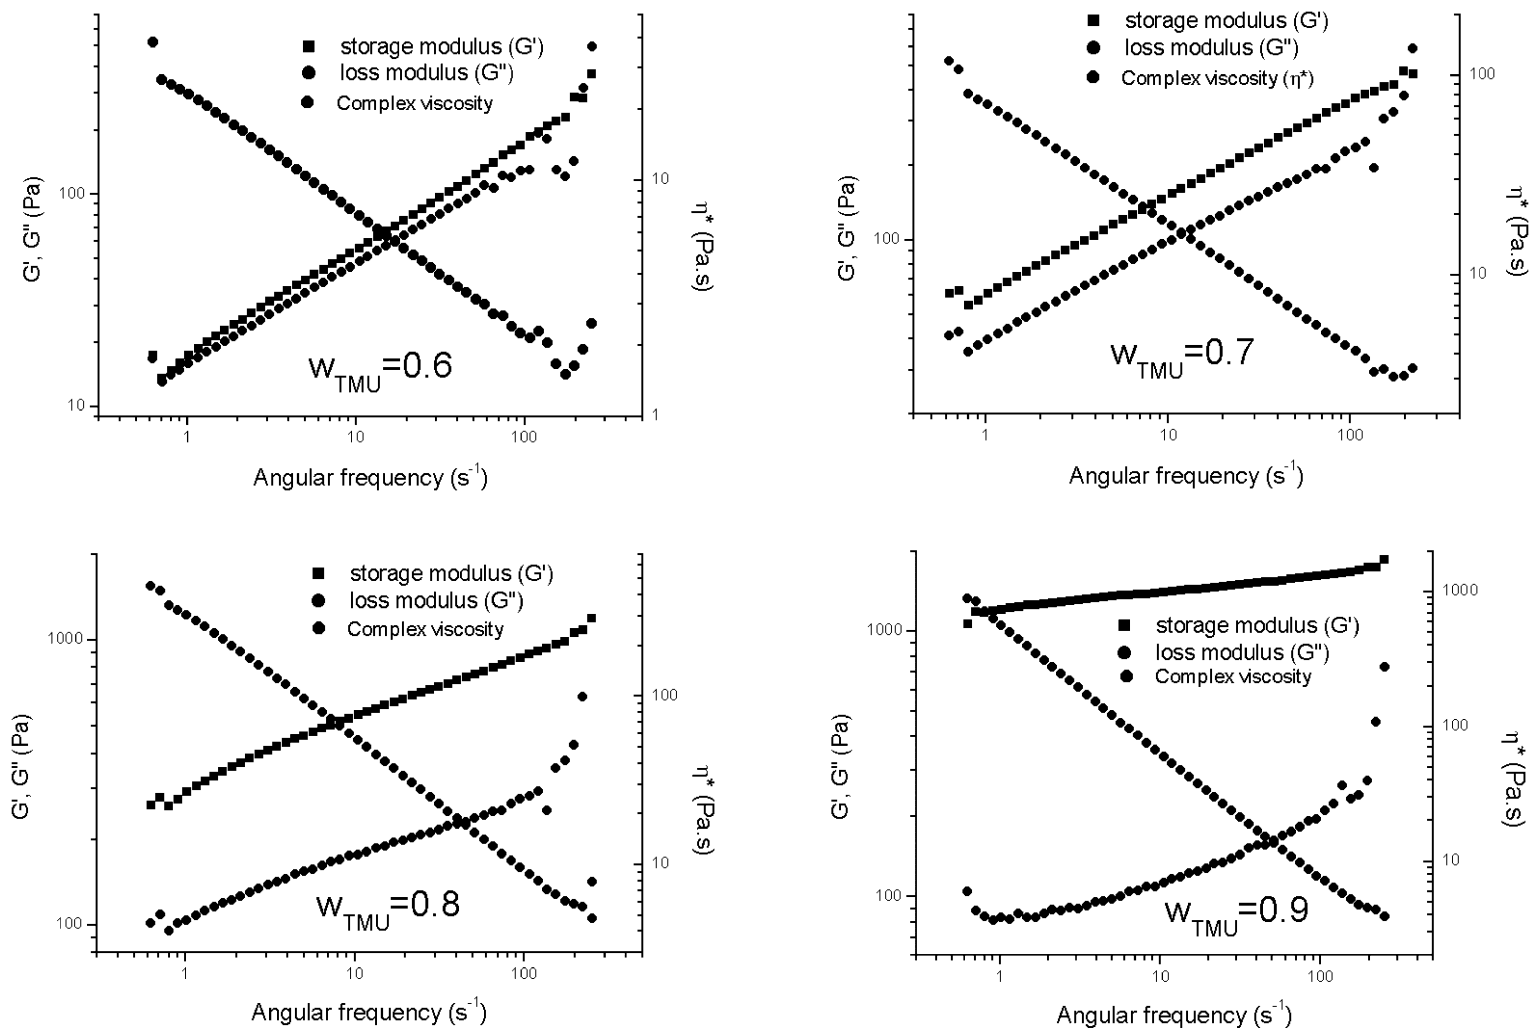 storage modulus (G')
loss modulus (G'')
Complex viscosity
G', G'' (Pa)
100
10
10
1
η* (Pa.s)
w_TMU=0.6
1
10
100
Angular frequency (s⁻¹)
storage modulus (G')
loss modulus (G'')
Complex viscosity (η*)
G', G'' (Pa)
100
100
10
η* (Pa.s)
w_TMU=0.7
1
10
100
Angular frequency (s⁻¹)
storage modulus (G')
loss modulus (G'')
Complex viscosity
G', G'' (Pa)
1000
100
100
10
η* (Pa.s)
w_TMU=0.8
1
10
100
Angular frequency (s⁻¹)
storage modulus (G')
loss modulus (G'')
Complex viscosity
G', G'' (Pa)
1000
100
1000
100
10
η* (Pa.s)
w_TMU=0.9
1
10
100
Angular frequency (s⁻¹)